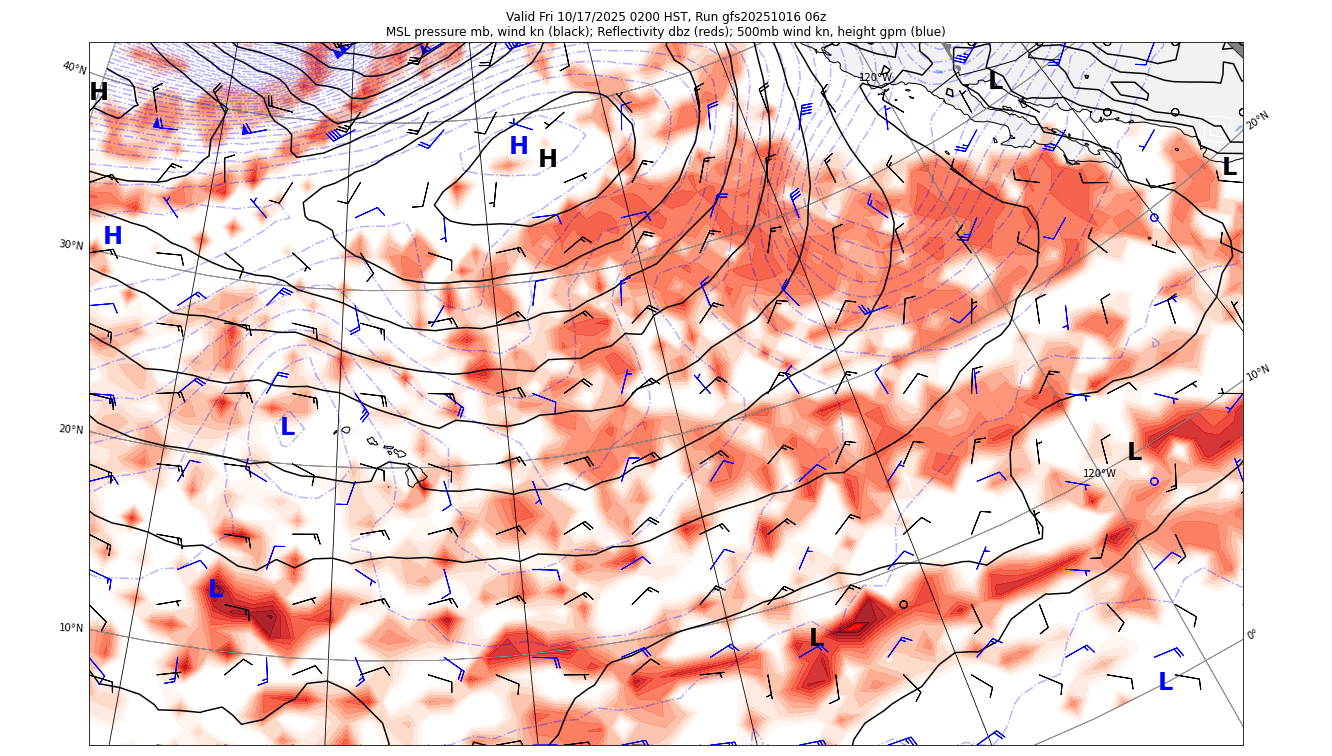 Valid Fri 10/17/2025 0200 HST, Run gfs20251016 06z
MSL pressure mb, wind kn (black); Reflectivity dbz (reds); 500mb wind kn, height gpm (blue)
40°N
H
120°W
L
20°N
H
H
L
H
30°N
10°N
20°N
L
L
120°W
L
10°N
L
0°
L